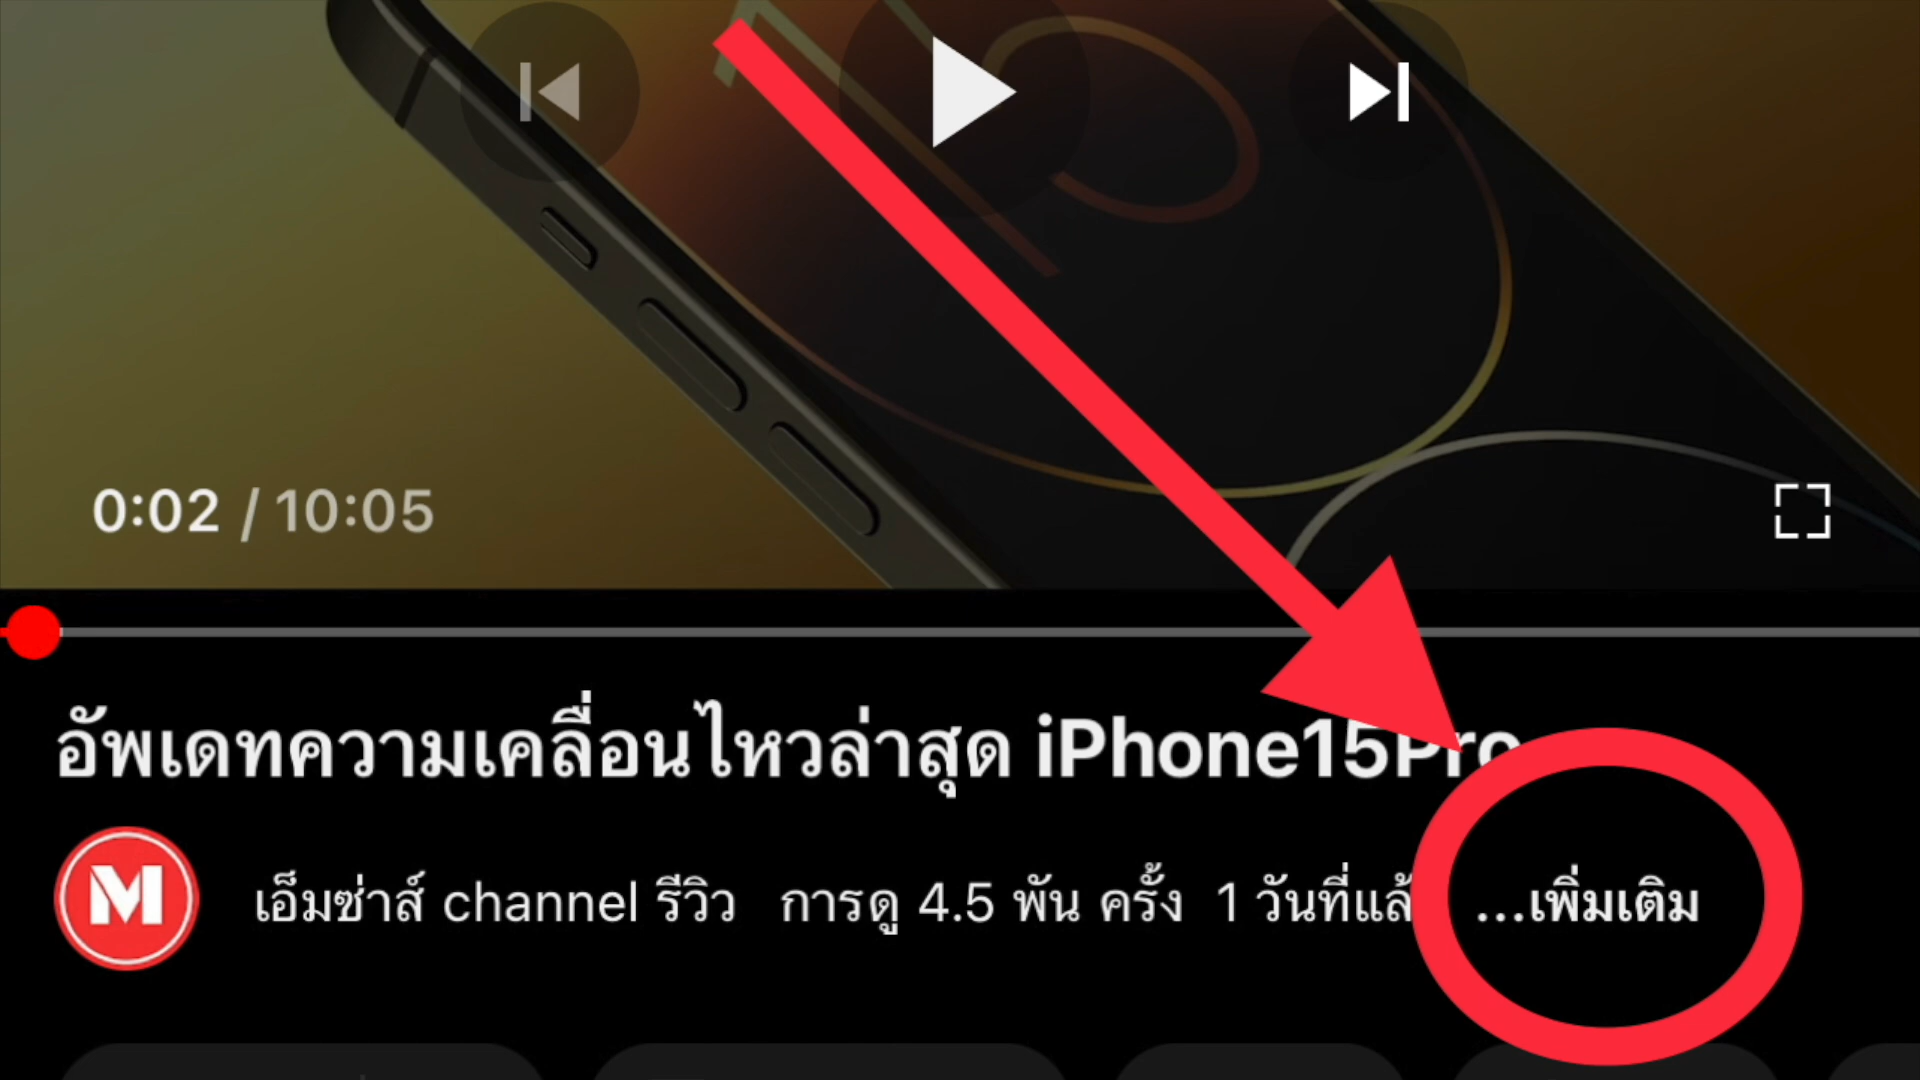 15
0:02 / 10:05
อัพเดทความเคลื่อนไหวล่าสุด iPhone15Pro
M
เอ็มซ่าส์ channel รีวิว การดู 4.5 พัน ครั้ง 1 วันที่แล้ ...เพิ่มเติม